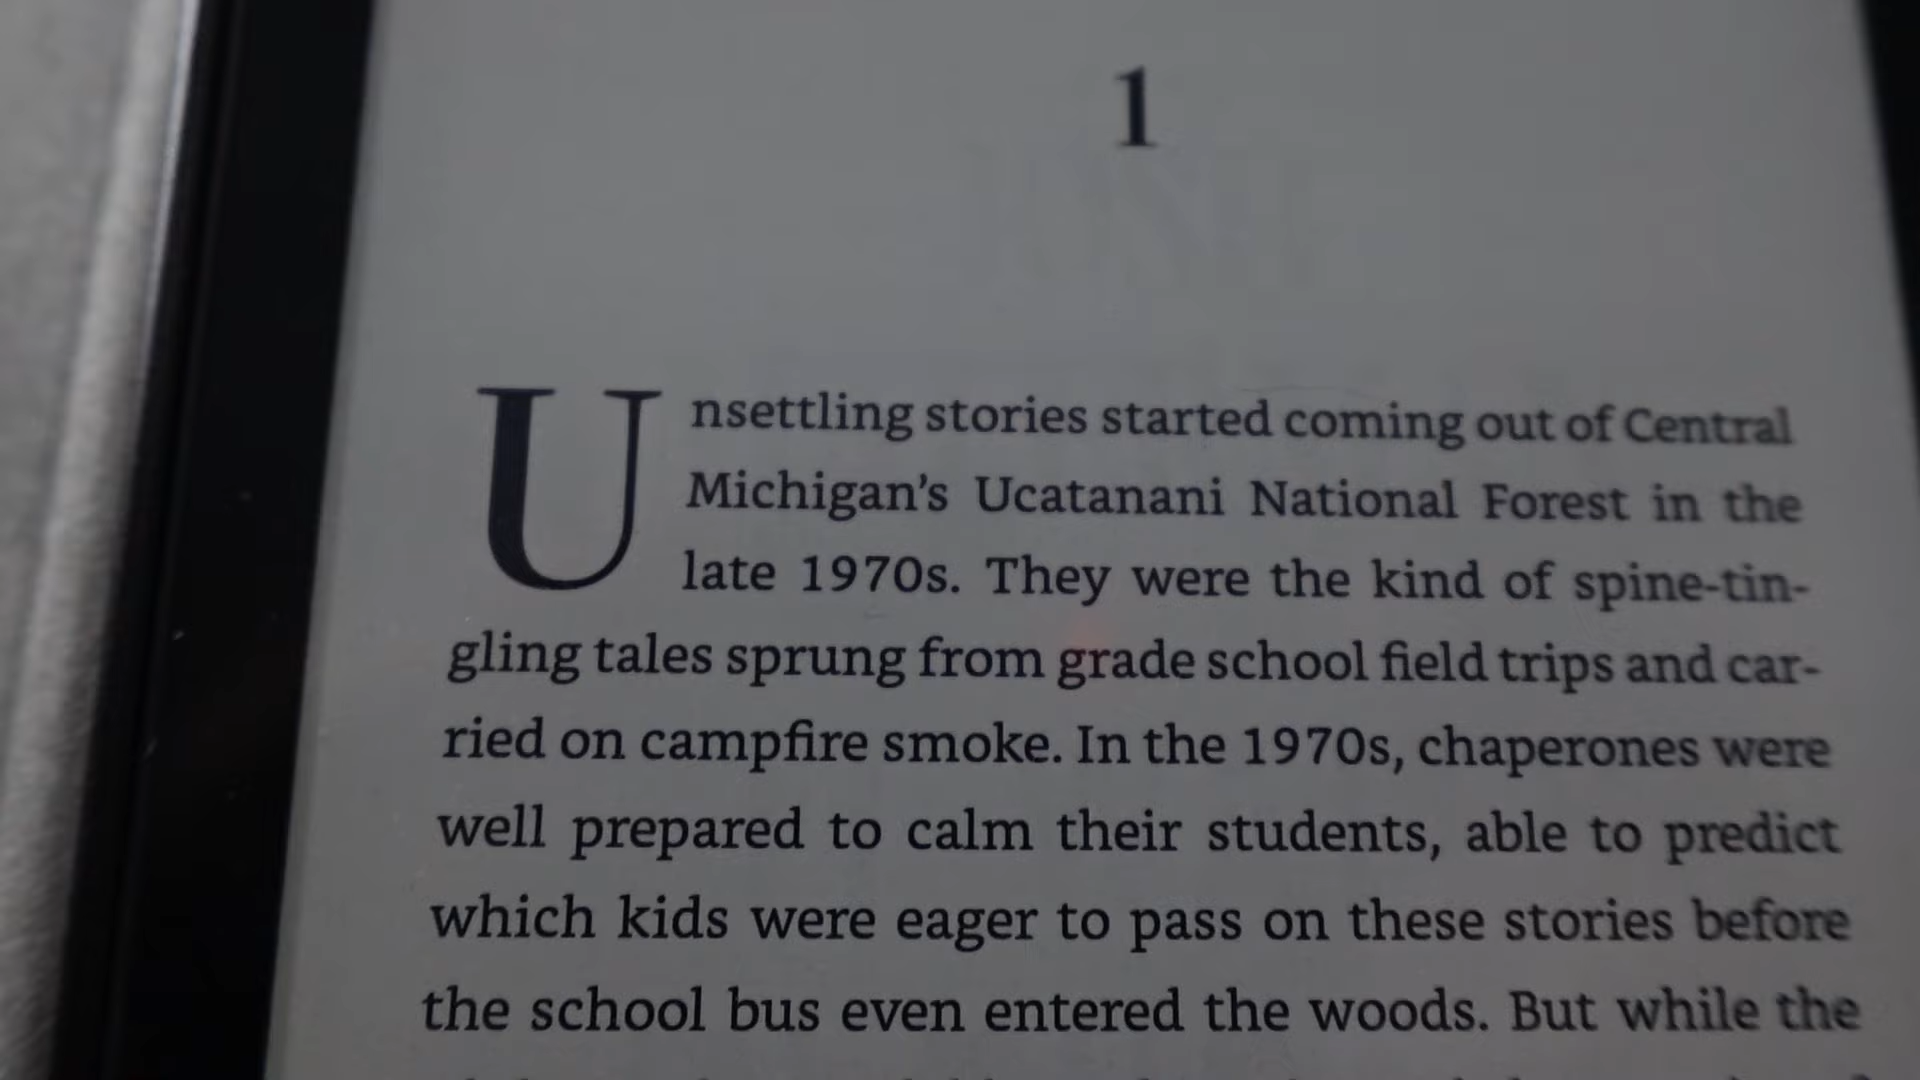 1
Unsettling stories started coming out of Central
Michigan's Ucatanani National Forest in the
late 1970s. They were the kind of spine-tin-
gling tales sprung from grade school field trips and car-
ried on campfire smoke. In the 1970s, chaperones were
well prepared to calm their students, able to predict
which kids were eager to pass on these stories before
the school bus even entered the woods. But while the